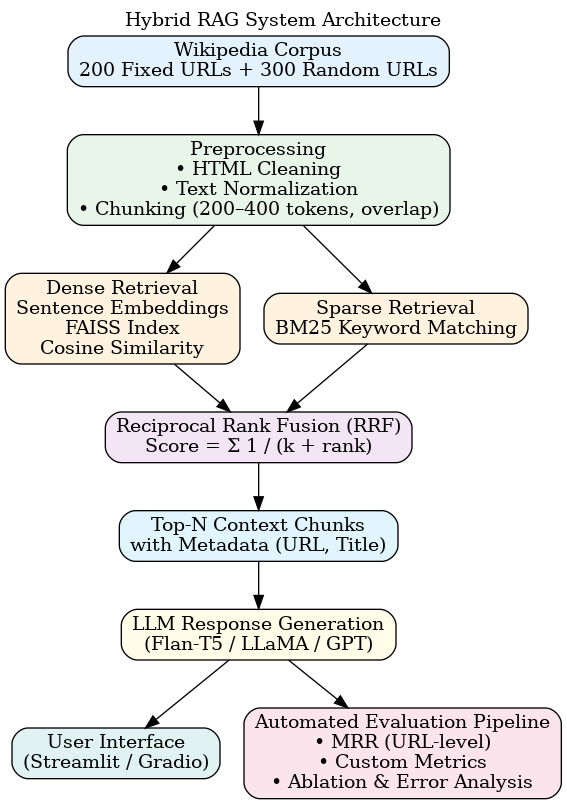 Hybrid RAG System Architecture
Wikipedia Corpus
200 Fixed URLs + 300 Random URLs
Preprocessing
• HTML Cleaning
• Text Normalization
• Chunking (200–400 tokens, overlap)
Dense Retrieval
Sentence Embeddings
FAISS Index
Cosine Similarity
Sparse Retrieval
BM25 Keyword Matching
Reciprocal Rank Fusion (RRF)
Score = Σ 1 / (k + rank)
Top-N Context Chunks
with Metadata (URL, Title)
LLM Response Generation
(Flan-T5 / LLaMA / GPT)
User Interface
(Streamlit / Gradio)
Automated Evaluation Pipeline
• MRR (URL-level)
• Custom Metrics
• Ablation & Error Analysis